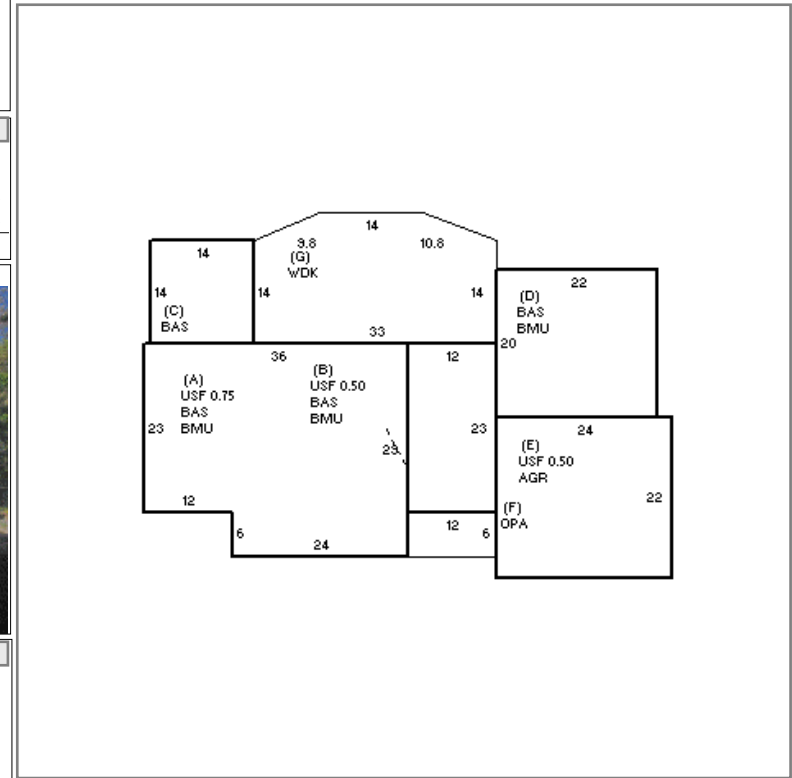 14
9.8
10.8
(G)
WDK
14
14
(C)
BAS
14
14
22
(D)
BAS
BMU
20
33
36
12
(A)
USF 0.75
BAS
BMU
(B)
USF 0.50
BAS
BMU
23
23
24
(E)
USF 0.50
AGR
22
(F)
OPA
12
6
24
12
6